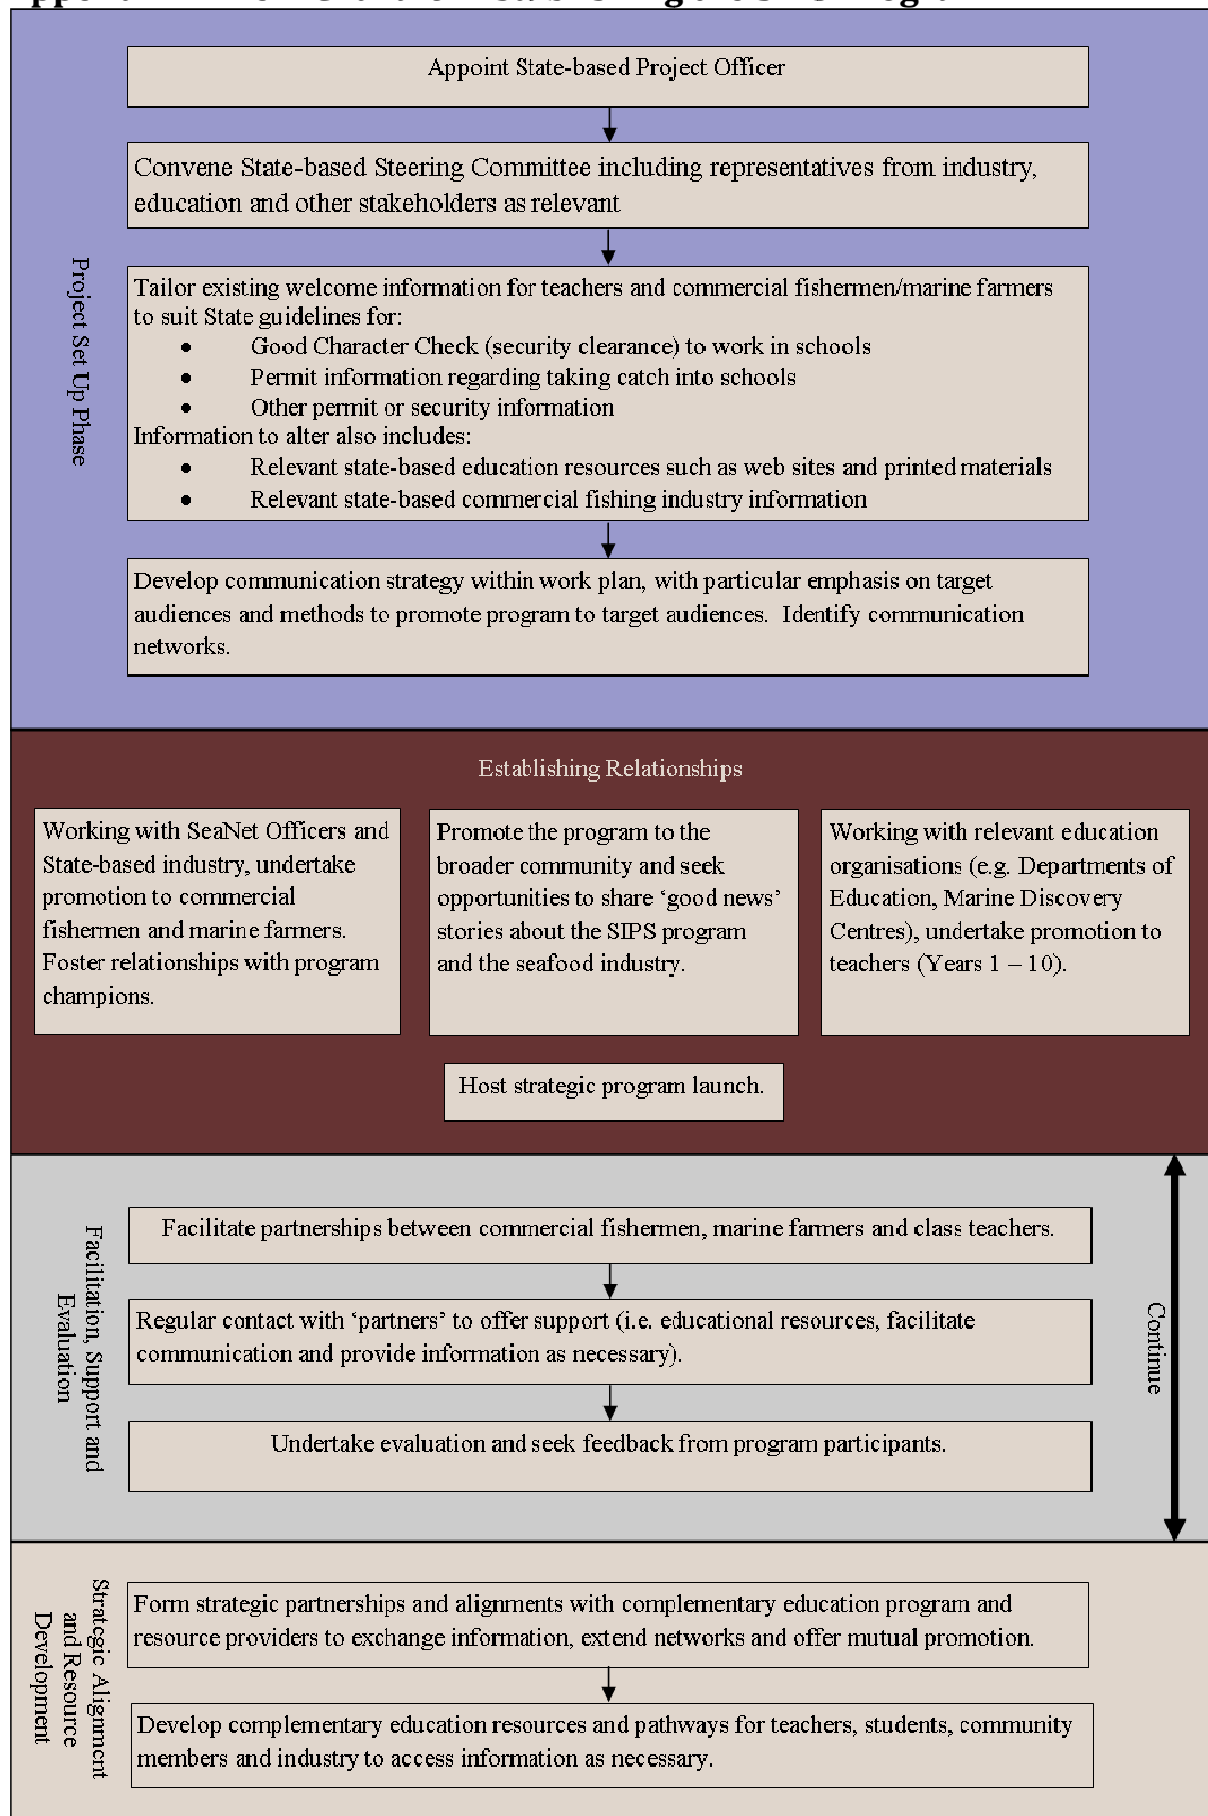 Appoint State-based Project Officer
Convene State-based Steering Committee including representatives from industry,
education and other stakeholders as relevant
Project Set Up Phase
Tailor existing welcome information for teachers and commercial fishermen/marine farmers
to suit State guidelines for:
● Good Character Check (security clearance) to work in schools
● Permit information regarding taking catch into schools
● Other permit or security information
Information to alter also includes:
● Relevant state-based education resources such as web sites and printed materials
● Relevant state-based commercial fishing industry information
Develop communication strategy within work plan, with particular emphasis on target
audiences and methods to promote program to target audiences.  Identify communication
networks.
Establishing Relationships
Working with SeaNet Officers and
State-based industry, undertake
promotion to commercial
fishermen and marine farmers.
Foster relationships with program
champions.
Promote the program to the
broader community and seek
opportunities to share ‘good news’
stories about the SIPS program
and the seafood industry.
Working with relevant education
organisations (e.g. Departments of
Education, Marine Discovery
Centres), undertake promotion to
teachers (Years 1 – 10).
Host strategic program launch.
Facilitation, Support and
Evaluation
Facilitate partnerships between commercial fishermen, marine farmers and class teachers.
Regular contact with ‘partners’ to offer support (i.e. educational resources, facilitate
communication and provide information as necessary).
Undertake evaluation and seek feedback from program participants.
Continue
Strategic Alignment
and Resource
Development
Form strategic partnerships and alignments with complementary education program and
resource providers to exchange information, extend networks and offer mutual promotion.
Develop complementary education resources and pathways for teachers, students, community
members and industry to access information as necessary.